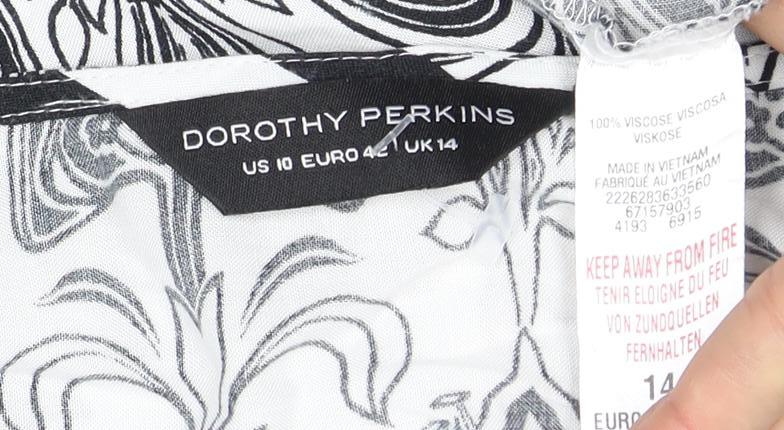 DOROTHY PERKINS
US 10 EURO 42 UK 14
100% VISCOSE VISCOSA
VISKOSE
MADE IN VIETNAM
FABRIQUÉ AU VIETNAM
2226283633560
67157903
4193 6915
KEEP AWAY FROM FIRE
TENIR ELOIGNE DU FEU
VON ZUNDQUELLEN
FERNHALTEN
14
EURO